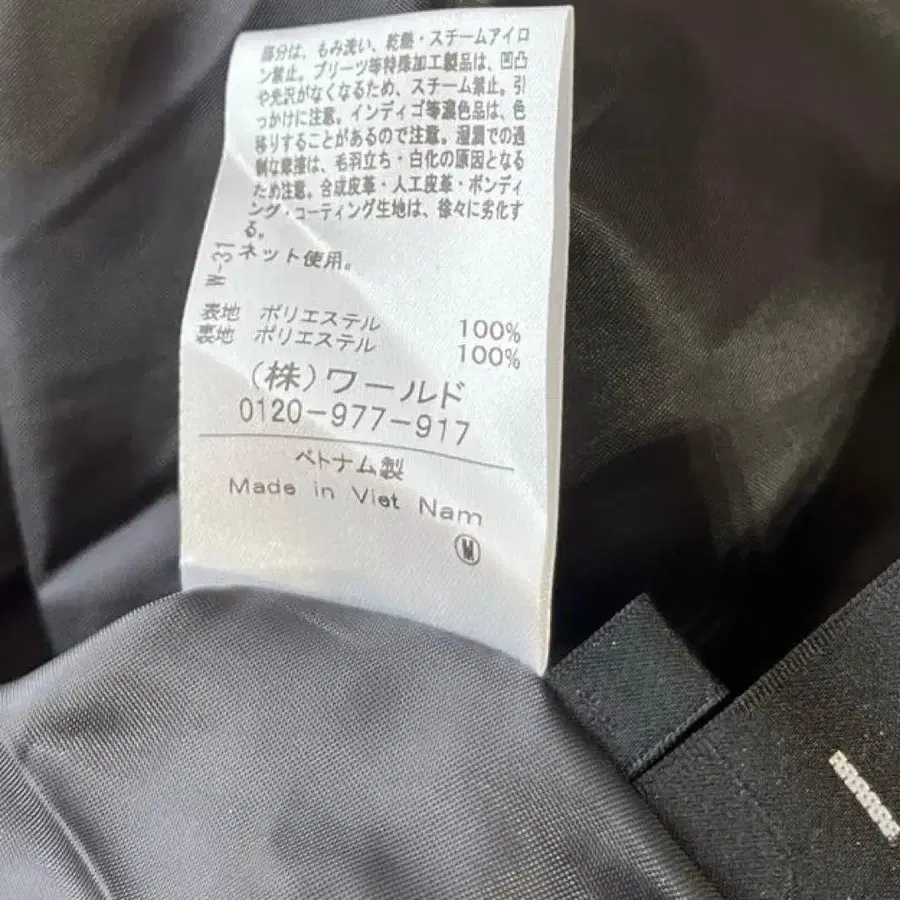 部分は、もみ洗い、乾熱・スチームアイロ
ン禁止。プリーツ等特殊加工製品は、凹凸
や光沢がなくなるため、スチーム禁止。引
っかけに注意。インディゴ等濃色品は、色
移りすることがあるので注意。湿潤での過
剰な摩擦は、毛羽立ち・白化の原因となる
ため注意。合成皮革・人工皮革・ボンディ
ング・コーティング生地は、徐々に劣化す
る。
ネット使用。
W-31
表地 ポリエステル 100%
裏地 ポリエステル 100%
(株)ワールド
0120-977-917
ベトナム製
Made in Viet Nam
M